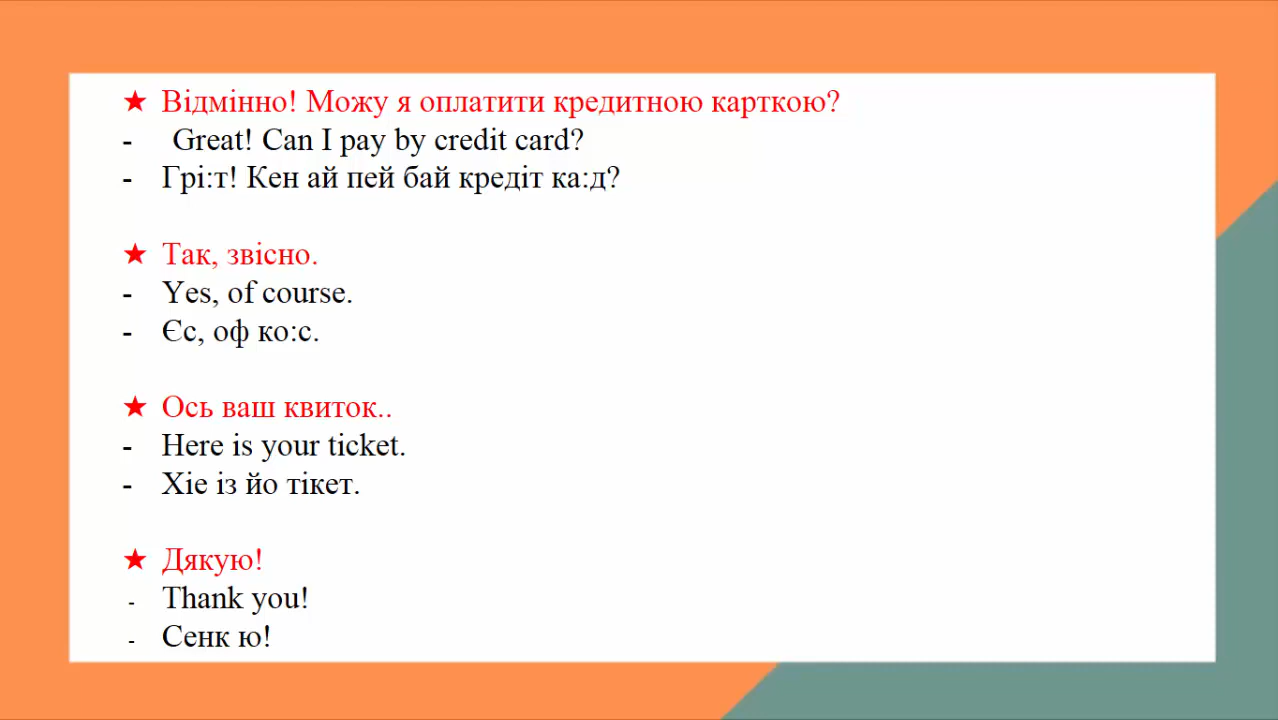 ★ Відмінно! Можу я оплатити кредитною карткою?
- Great! Can I pay by credit card?
- Грі:т! Кен ай пей бай кредіт ка:д?
★ Так, звісно.
- Yes, of course.
- Єс, оф ко:с.
★ Ось ваш квиток..
- Here is your ticket.
- Хіе із йо тікет.
★ Дякую!
- Thank you!
- Сенк ю!